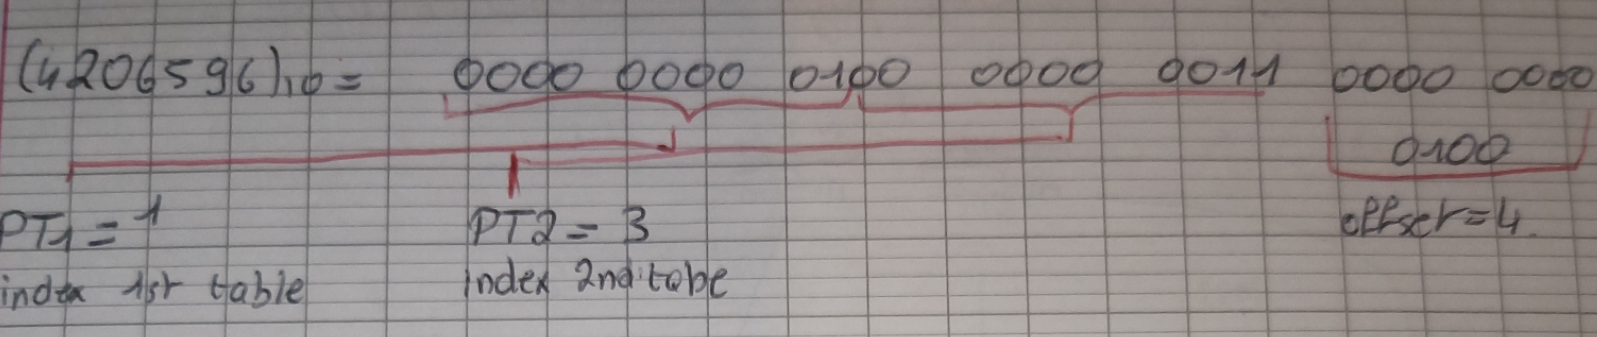 (4206596)10 = 0000 0000 0100 0000 0011 0000 0000
0100
PT1 = 1 PT2 = 3 offset = 4.
index 1st table index 2nd table